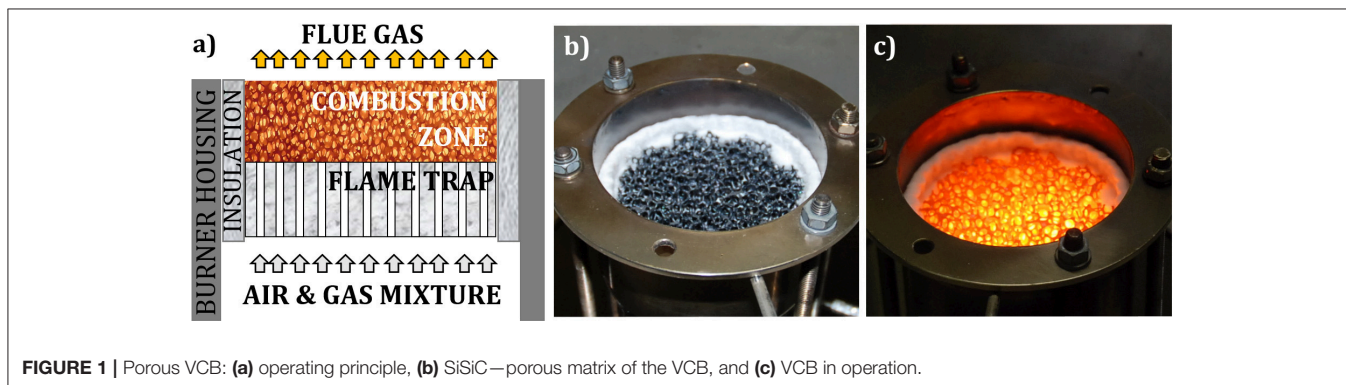 a)
FLUE GAS
BURNER HOUSING
INSULATION
COMBUSTION
ZONE
FLAME TRAP
AIR & GAS MIXTURE
b)
c)
FIGURE 1 | Porous VCB: (a) operating principle, (b) SiSiC—porous matrix of the VCB, and (c) VCB in operation.